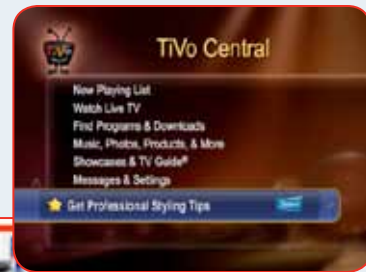 TiVo
TiVo Central
Now Playing List
Watch Live TV
Find Programs & Downloads
Music, Photos, Products, & More
Showcases & TV Guide®
Messages & Settings
Get Professional Styling Tips